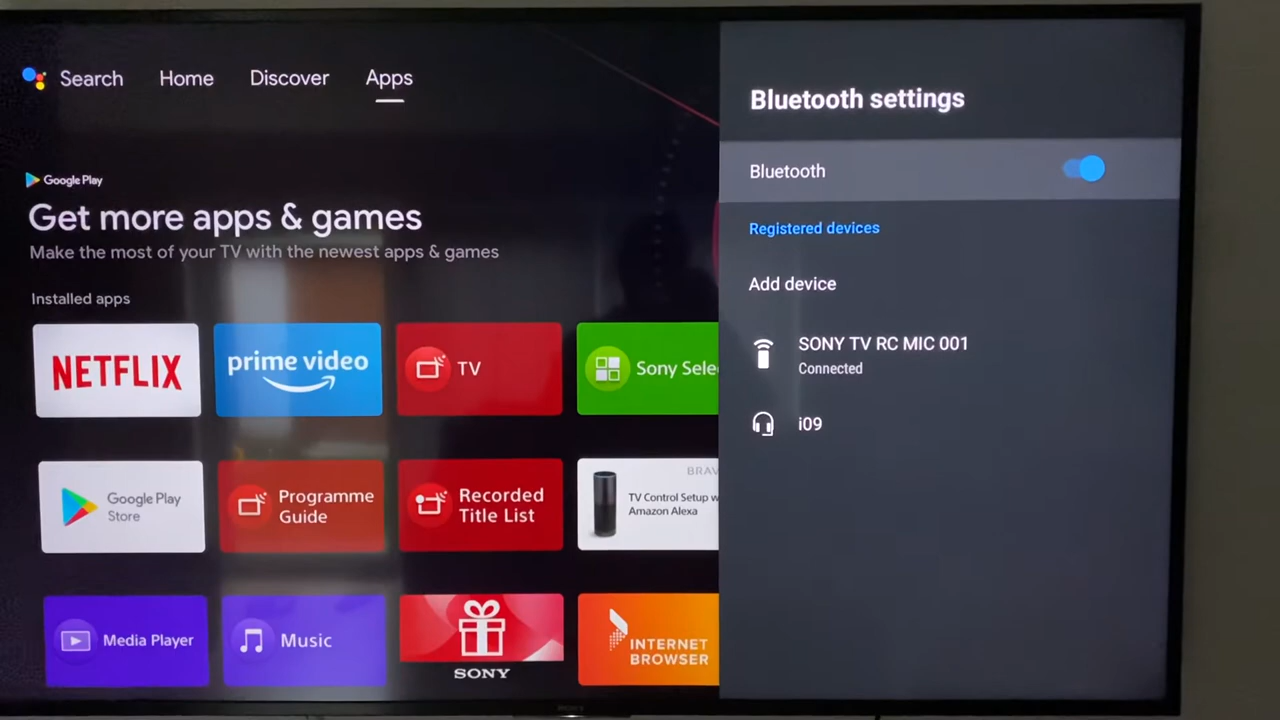 Search Home Discover Apps
Google Play
Get more apps & games
Make the most of your TV with the newest apps & games
Installed apps
NETFLIX
prime video
TV
Sony Sele
Google Play
Store
Programme
Guide
Recorded
Title List
BRAV
TV Control Setup w
Amazon Alexa
Media Player
Music
SONY
INTERNET
BROWSER
Bluetooth settings
Bluetooth
Registered devices
Add device
SONY TV RC MIC 001
Connected
i09
SONY